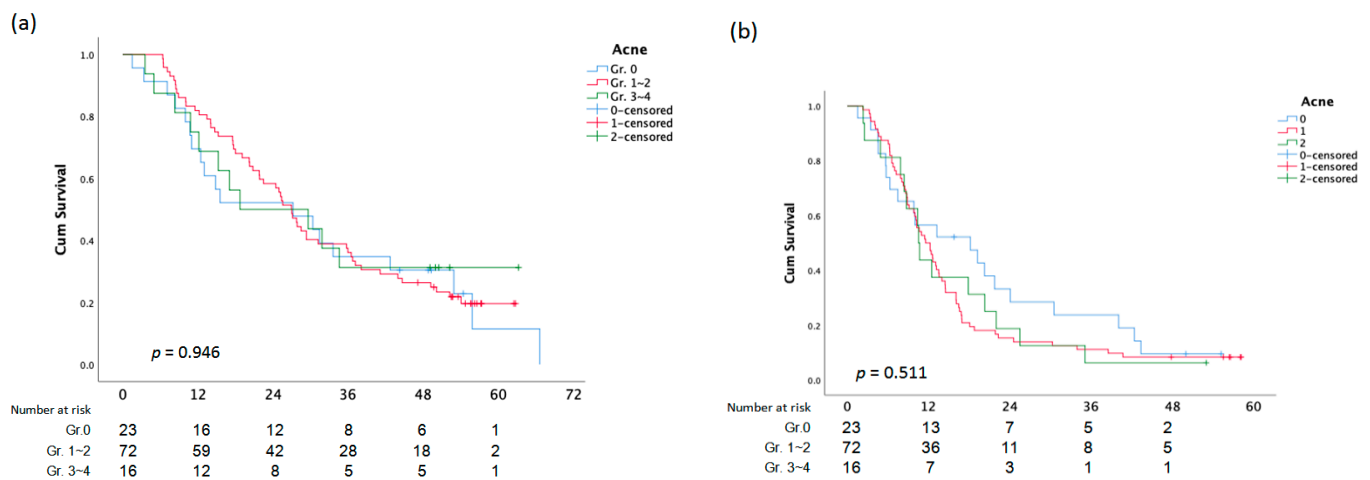 (a)
Acne
Gr. 0
Gr. 1~2
Gr. 3~4
0-censored
1-censored
2-censored
Cum Survival
1.0
0.8
0.6
0.4
0.2
0.0
p = 0.946
0 12 24 36 48 60 72
Number at risk
Gr.0 23 16 12 8 6 1
Gr. 1~2 72 59 42 28 18 2
Gr. 3~4 16 12 8 5 5 1
(b)
Acne
0
1
2
0-censored
1-censored
2-censored
Cum Survival
1.0
0.8
0.6
0.4
0.2
0.0
p = 0.511
0 12 24 36 48 60
Number at risk
Gr.0 23 13 7 5 2
Gr. 1~2 72 36 11 8 5
Gr. 3~4 16 7 3 1 1